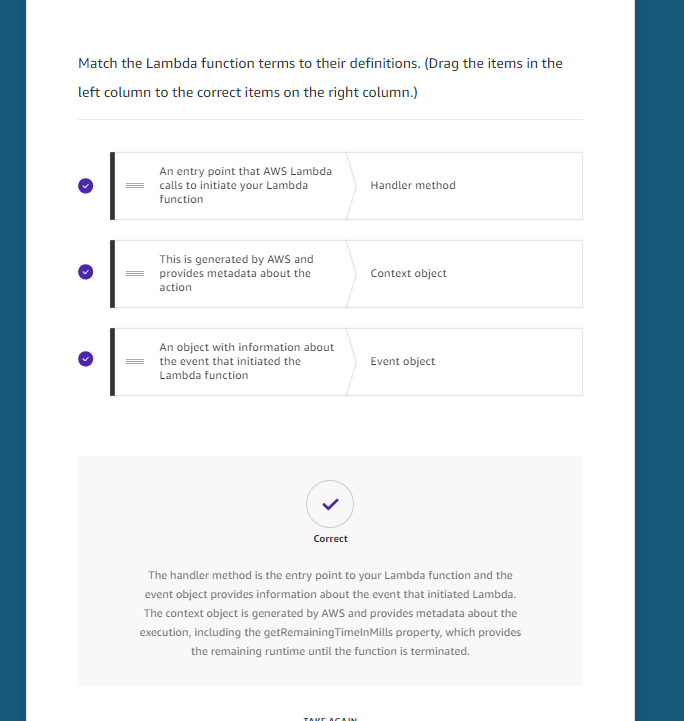 Match the Lambda function terms to their definitions. (Drag the items in the
left column to the correct items on the right column.)
An entry point that AWS Lambda
calls to initiate your Lambda
function
Handler method
This is generated by AWS and
provides metadata about the
action
Context object
An object with information about
the event that initiated the
Lambda function
Event object
Correct
The handler method is the entry point to your Lambda function and the
event object provides information about the event that initiated Lambda.
The context object is generated by AWS and provides metadata about the
execution, including the getRemainingTimeInMills property, which provides
the remaining runtime until the function is terminated.
TAKE AGAIN